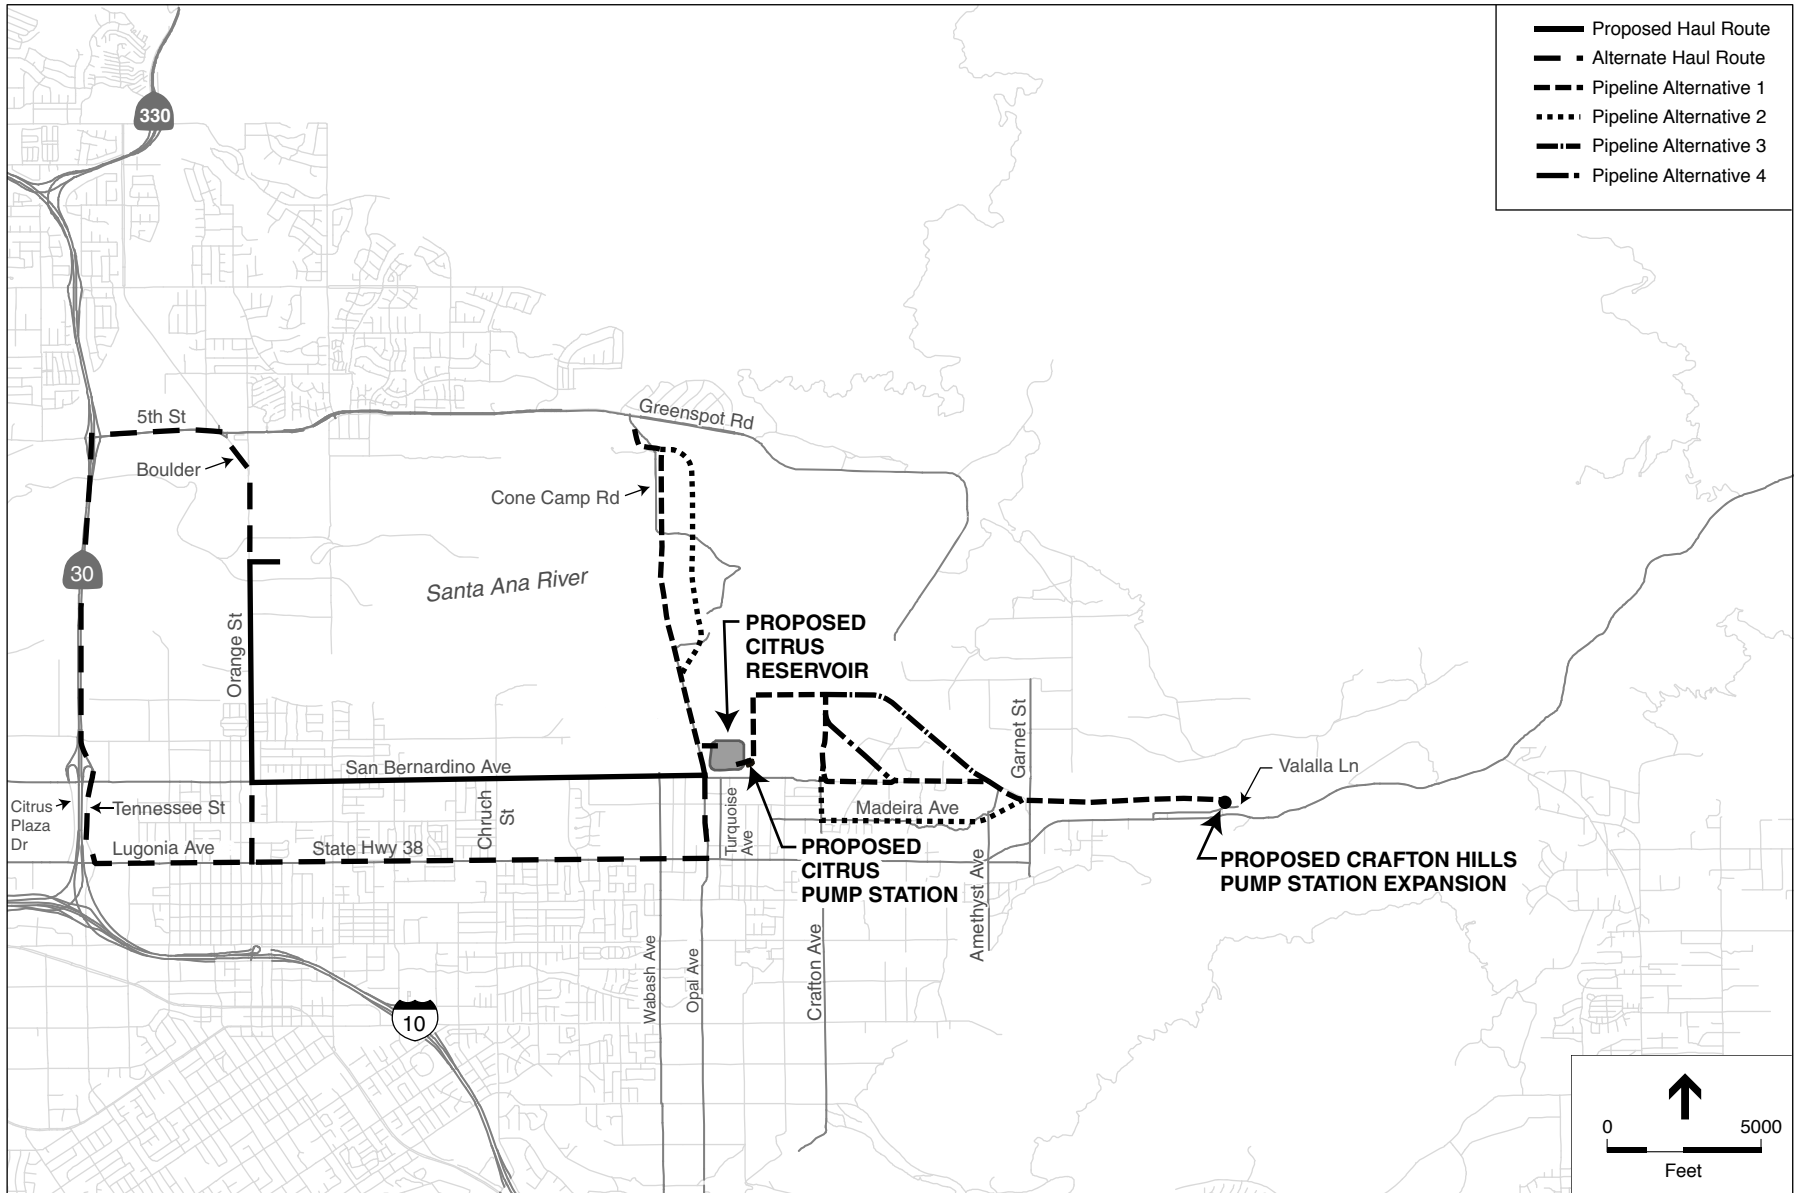 Proposed Haul Route
Alternate Haul Route
Pipeline Alternative 1
Pipeline Alternative 2
Pipeline Alternative 3
Pipeline Alternative 4
330
5th St
Greenspot Rd
Boulder
Cone Camp Rd
30
Santa Ana River
Orange St
PROPOSED
CITRUS
RESERVOIR
Garnet St
San Bernardino Ave
Valalla Ln
Citrus
Plaza
Dr
Tennessee St
Chruch
St
Turquoise
Ave
Madeira Ave
Lugonia Ave
State Hwy 38
PROPOSED
CITRUS
PUMP STATION
PROPOSED CRAFTON HILLS
PUMP STATION EXPANSION
Amethyst Ave
Wabash Ave
Opal Ave
Crafton Ave
10
0 5000
Feet